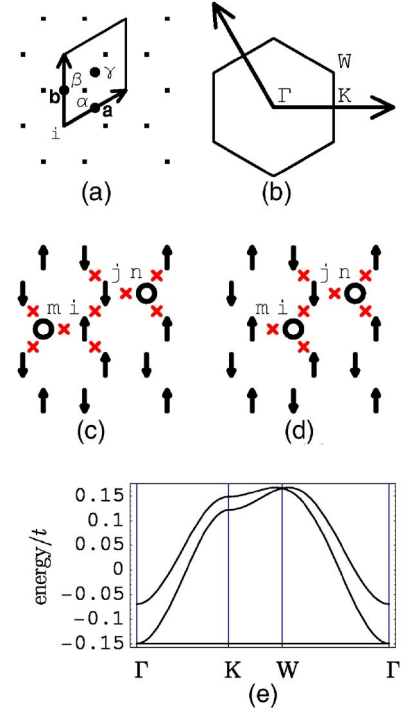 β γ
b α a
i
(a)
W
Γ K
(b)
j n
m i
(c)
j n
m i
(d)
energy/t
0.15
0.1
0.05
0
-0.05
-0.1
-0.15
Γ K W Γ
(e)